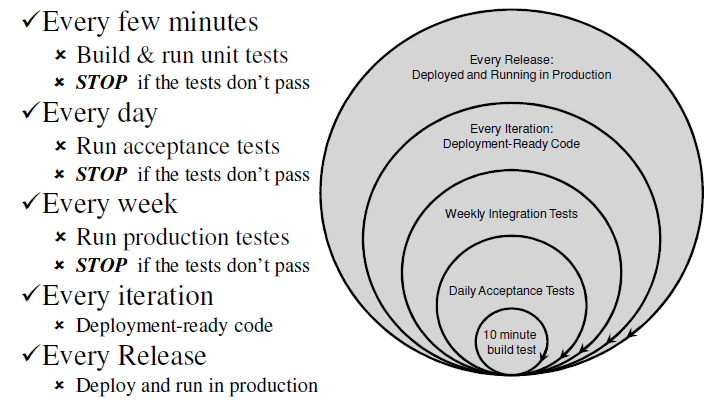 ✓Every few minutes
× Build & run unit tests
× STOP if the tests don't pass
✓Every day
× Run acceptance tests
× STOP if the tests don't pass
✓Every week
× Run production testes
× STOP if the tests don't pass
✓Every iteration
× Deployment-ready code
✓Every Release
× Deploy and run in production
Every Release:
Deployed and Running in Production
Every Iteration:
Deployment-Ready Code
Weekly Integration Tests
Daily Acceptance Tests
10 minute
build test